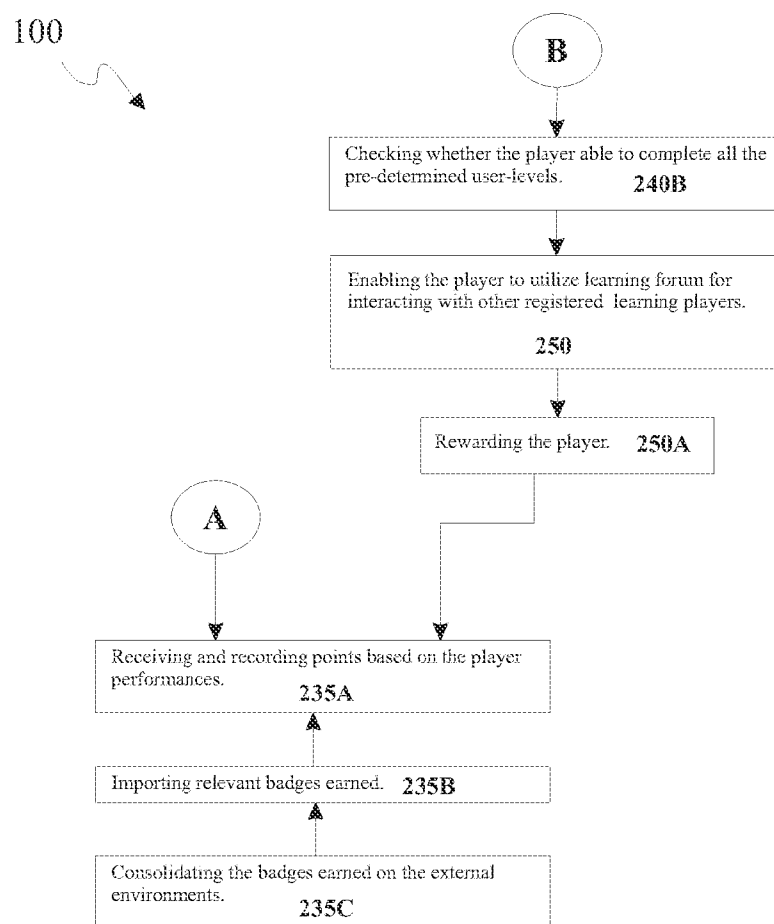 100
B
Checking whether the player able to complete all the
pre-determined user-levels.
240B
Enabling the player to utilize learning forum for
interacting with other registered learning players.
250
Rewarding the player. 250A
A
Receiving and recording points based on the player
performances.
235A
Importing relevant badges earned. 235B
Consolidating the badges earned on the external
environments.
235C